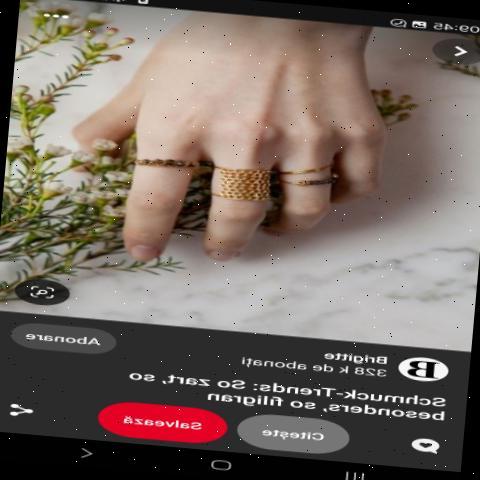 09:45
B
Brigitte
328 k de abonați
Abonare
Schmuck-Trends: So zart, so
besonders, so filigran
Citește
Salvează